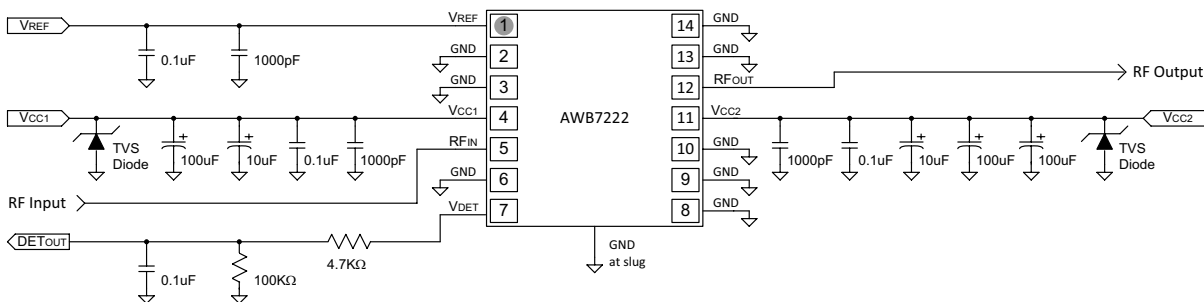 VREF
0.1uF
1000pF
VREF
1
GND
2
GND
3
VCC1
TVS
Diode
100uF
10uF
0.1uF
1000pF
VCC1
4
RFIN
5
GND
6
RF Input
VDET
7
DETOUT
0.1uF
100KΩ
4.7KΩ
AWB7222
GND
at slug
14
GND
13
GND
12
RFOUT
RF Output
11
VCC2
VCC2
1000pF
0.1uF
10uF
100uF
100uF
TVS
Diode
10
GND
9
GND
8
GND